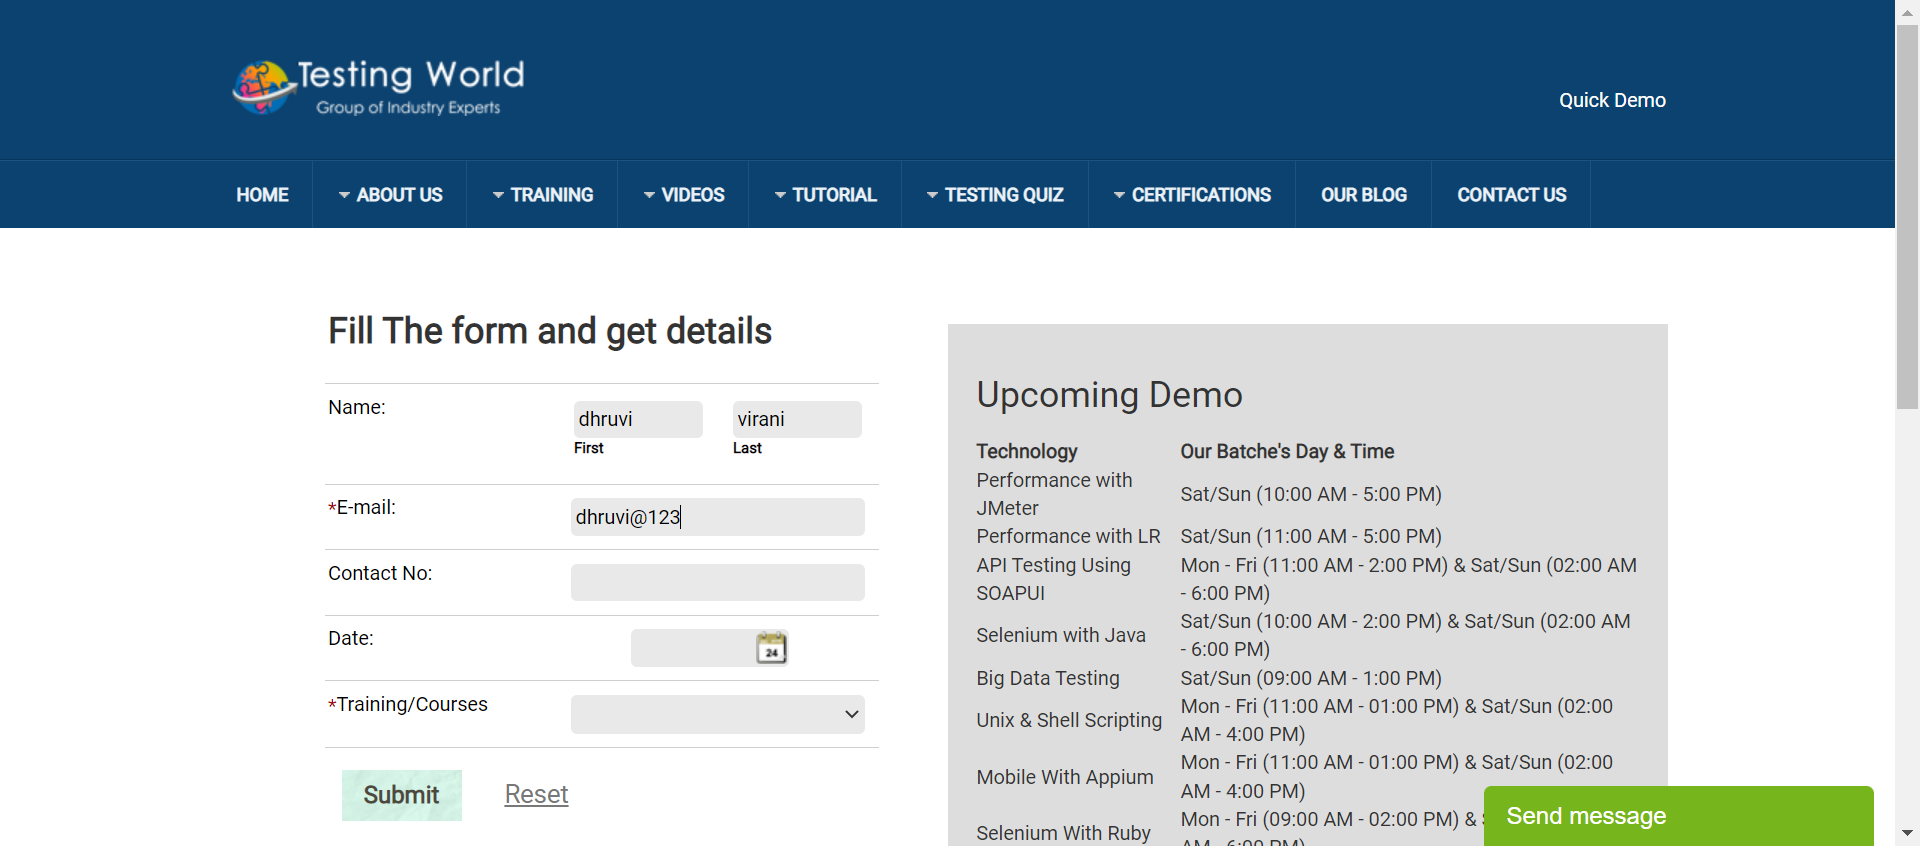 Testing World
Group of Industry Experts
Quick Demo
HOME ABOUT US TRAINING VIDEOS TUTORIAL TESTING QUIZ CERTIFICATIONS OUR BLOG CONTACT US
Fill The form and get details
Name:
dhruvi virani
First Last
*E-mail:
dhruvi@123
Contact No:
Date:
24
*Training/Courses
Submit Reset
Upcoming Demo
Technology Our Batche's Day & Time
Performance with
JMeter
Sat/Sun (10:00 AM - 5:00 PM)
Performance with LR Sat/Sun (11:00 AM - 5:00 PM)
API Testing Using
SOAPUI
Mon - Fri (11:00 AM - 2:00 PM) & Sat/Sun (02:00 AM
- 6:00 PM)
Selenium with Java
Sat/Sun (10:00 AM - 2:00 PM) & Sat/Sun (02:00 AM
- 6:00 PM)
Big Data Testing Sat/Sun (09:00 AM - 1:00 PM)
Unix & Shell Scripting
Mon - Fri (11:00 AM - 01:00 PM) & Sat/Sun (02:00
AM - 4:00 PM)
Mobile With Appium
Mon - Fri (11:00 AM - 01:00 PM) & Sat/Sun (02:00
AM - 4:00 PM)
Selenium With Ruby
Mon - Fri (09:00 AM - 02:00 PM) &
Send message